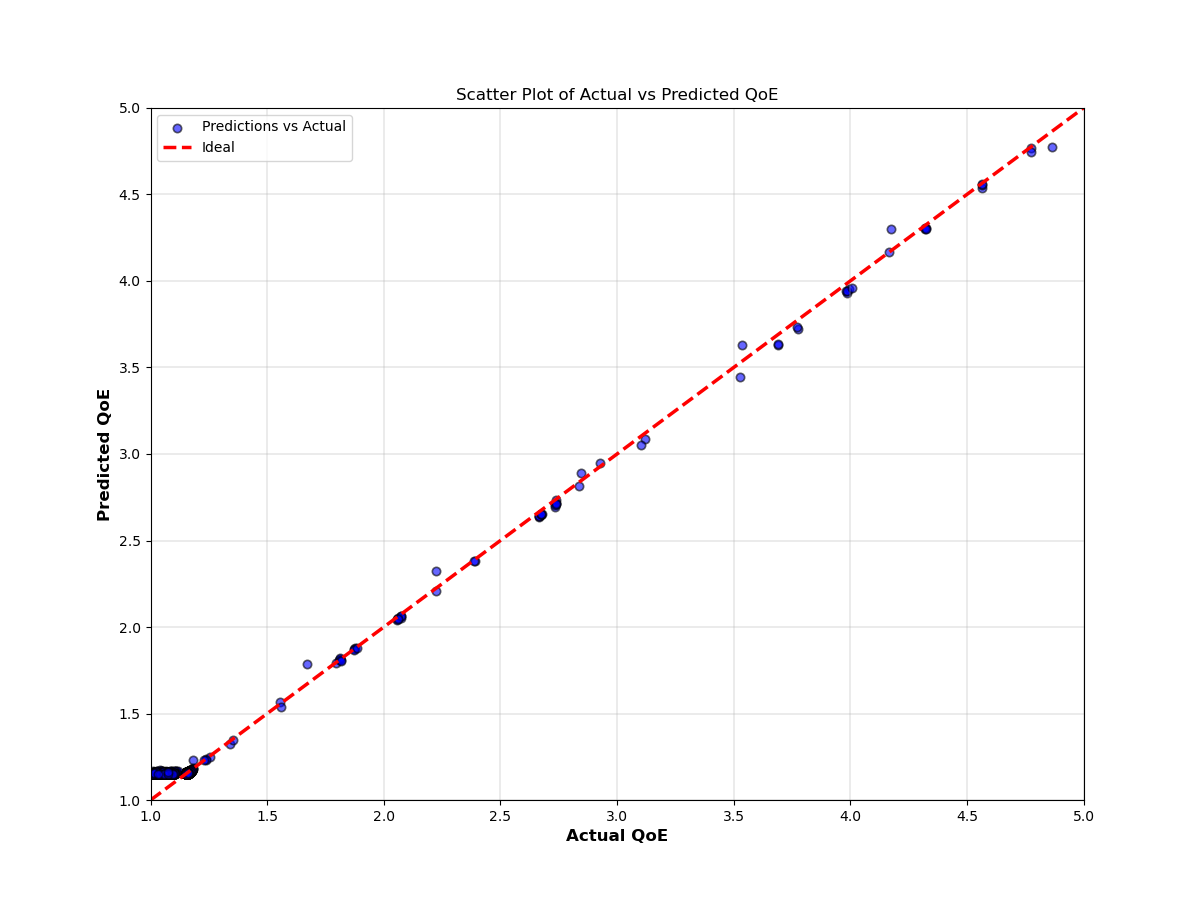 Scatter Plot of Actual vs Predicted QoE
Predictions vs Actual
Ideal
Predicted QoE
5.0
4.5
4.0
3.5
3.0
2.5
2.0
1.5
1.0
1.0 1.5 2.0 2.5 3.0 3.5 4.0 4.5 5.0
Actual QoE